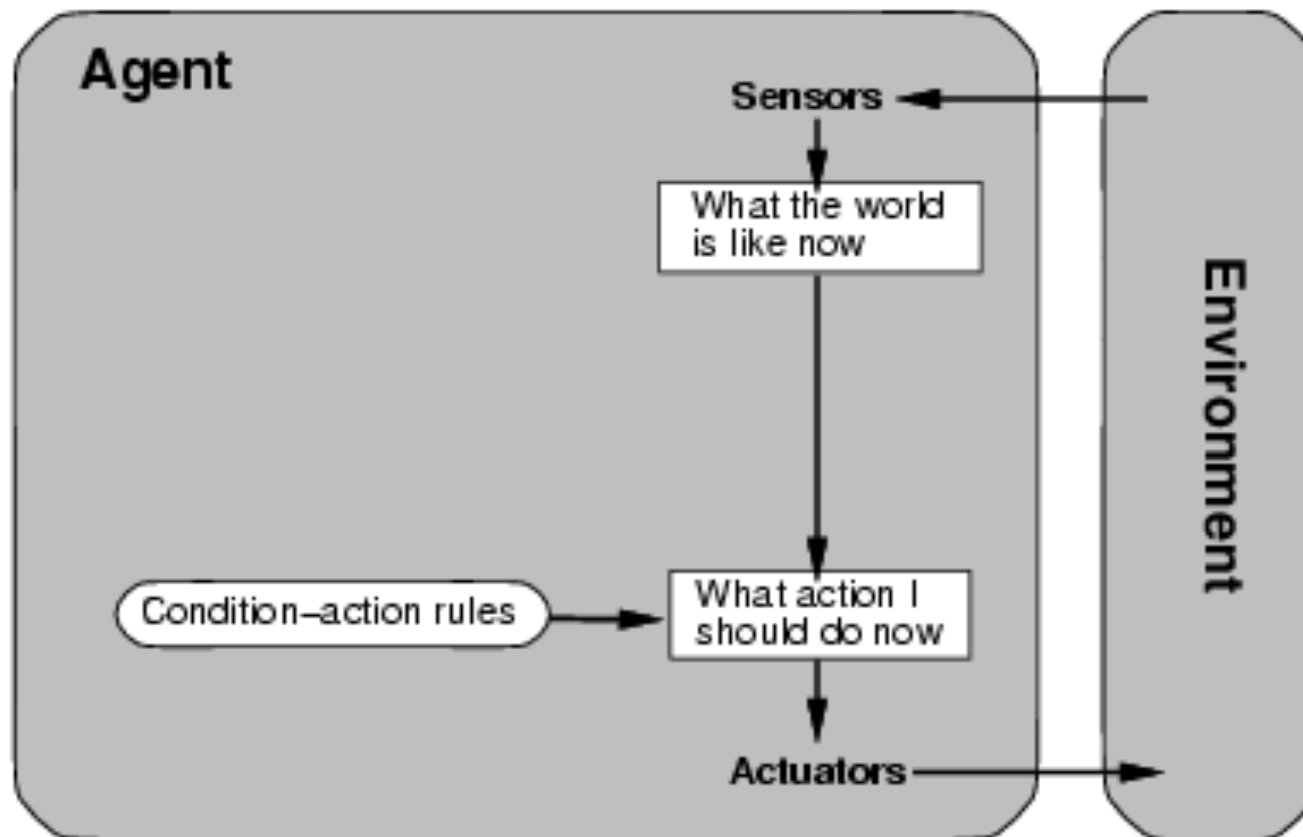 Agent
Sensors
What the world
is like now
Environment
Condition–action rules
What action I
should do now
Actuators